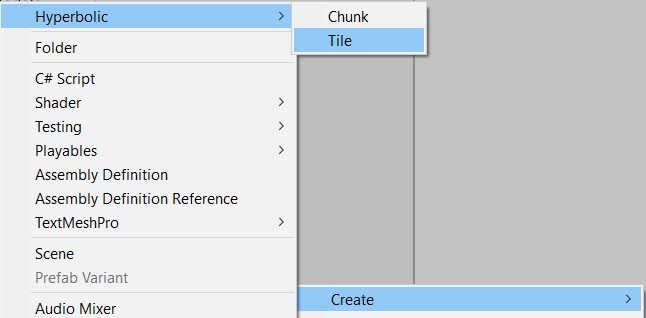 Hyperbolic
Chunk
Tile
Folder
C# Script
Shader
Testing
Playables
Assembly Definition
Assembly Definition Reference
TextMeshPro
Scene
Prefab Variant
Audio Mixer
Create